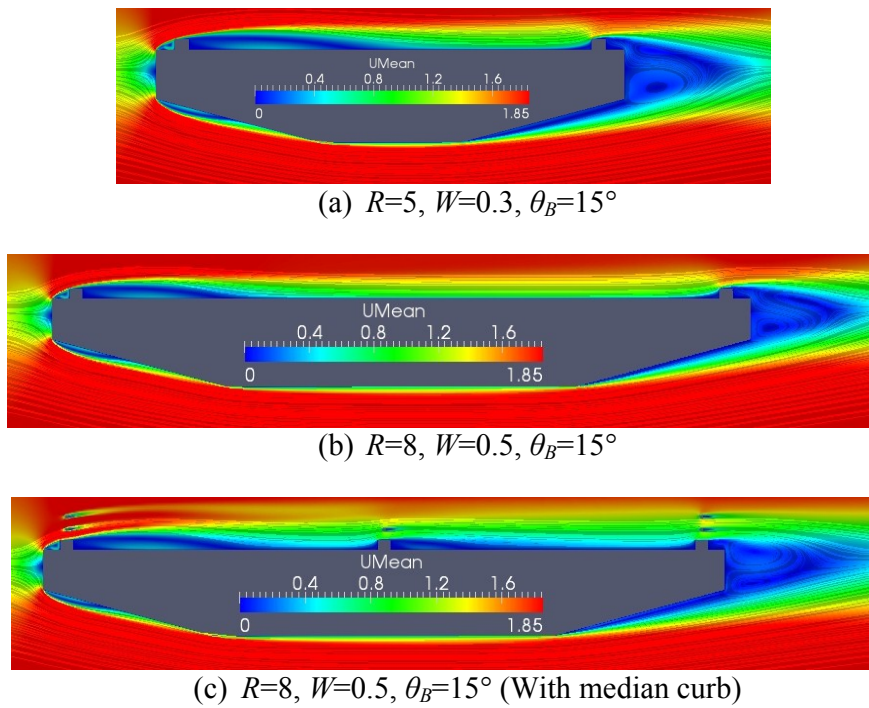 UMean
0.4 0.8 1.2 1.6
0 1.85
(a) R=5, W=0.3, θB=15°
UMean
0.4 0.8 1.2 1.6
0 1.85
(b) R=8, W=0.5, θB=15°
UMean
0.4 0.8 1.2 1.6
0 1.85
(c) R=8, W=0.5, θB=15° (With median curb)